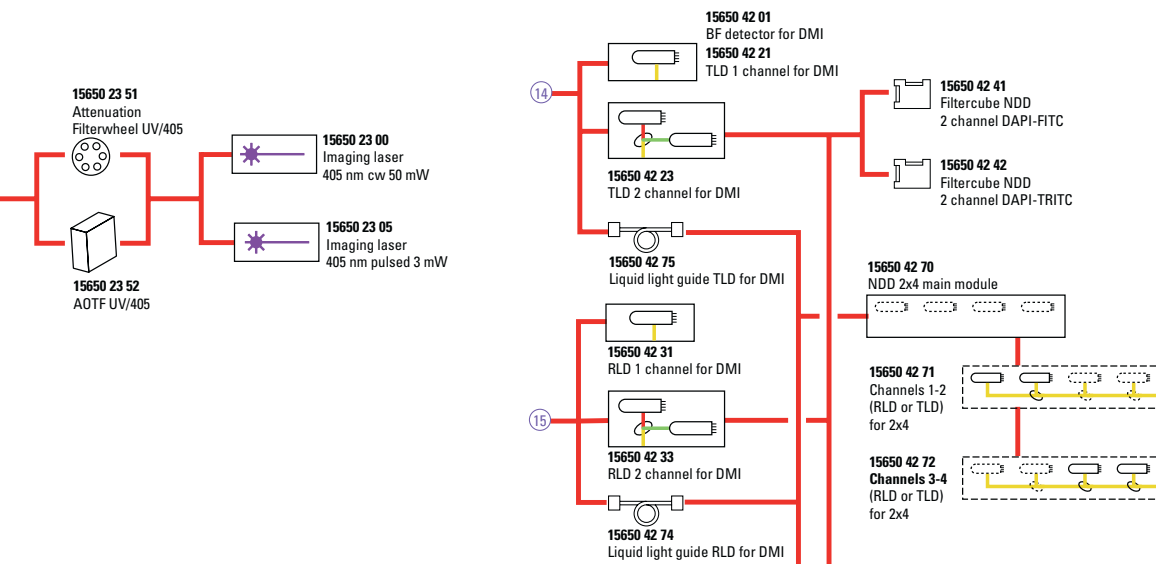 15650 23 51
Attenuation
Filterwheel UV/405
15650 23 00
Imaging laser
405 nm cw 50 mW
15650 23 05
Imaging laser
405 nm pulsed 3 mW
15650 23 52
AOTF UV/405
14
15650 42 01
BF detector for DMI
15650 42 21
TLD 1 channel for DMI
15650 42 23
TLD 2 channel for DMI
15650 42 75
Liquid light guide TLD for DMI
15650 42 41
Filtercube NDD
2 channel DAPI-FITC
15650 42 42
Filtercube NDD
2 channel DAPI-TRITC
15650 42 70
NDD 2x4 main module
15
15650 42 31
RLD 1 channel for DMI
15650 42 33
RLD 2 channel for DMI
15650 42 74
Liquid light guide RLD for DMI
15650 42 71
Channels 1-2
(RLD or TLD)
for 2x4
15650 42 72
Channels 3-4
(RLD or TLD)
for 2x4